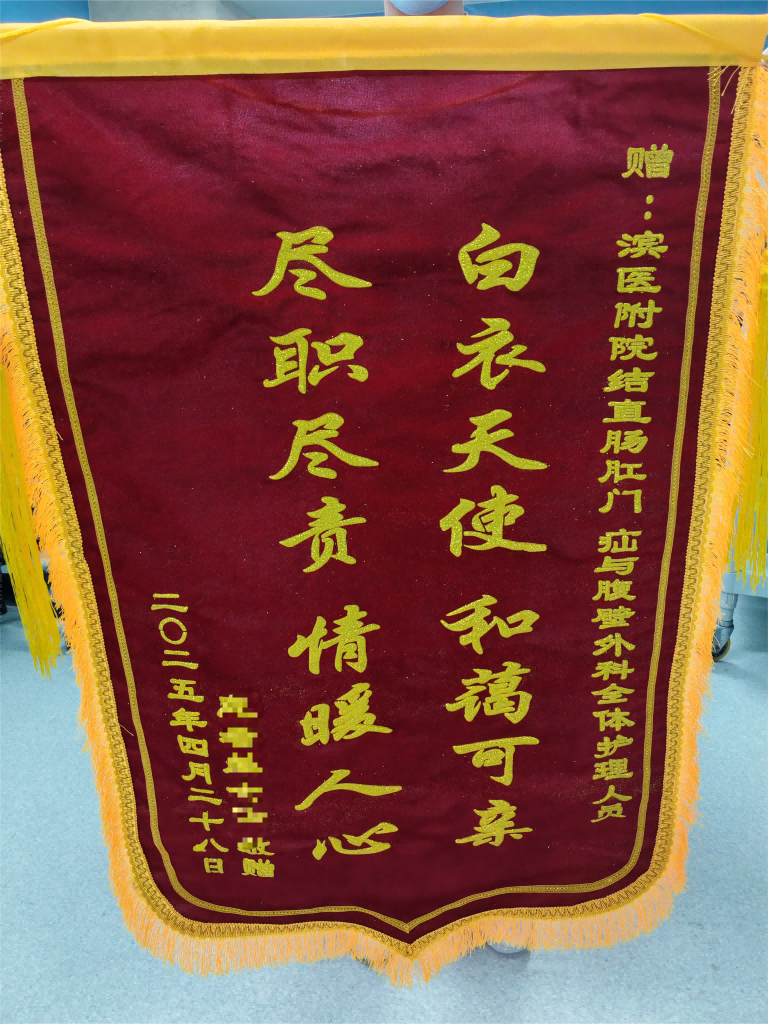 赠：滨医附院结直肠肛门 疝与腹壁外科全体护理人员
白衣天使 和蔼可亲
尽职尽责 情暖人心
敬赠
二〇二五年四月二十八日